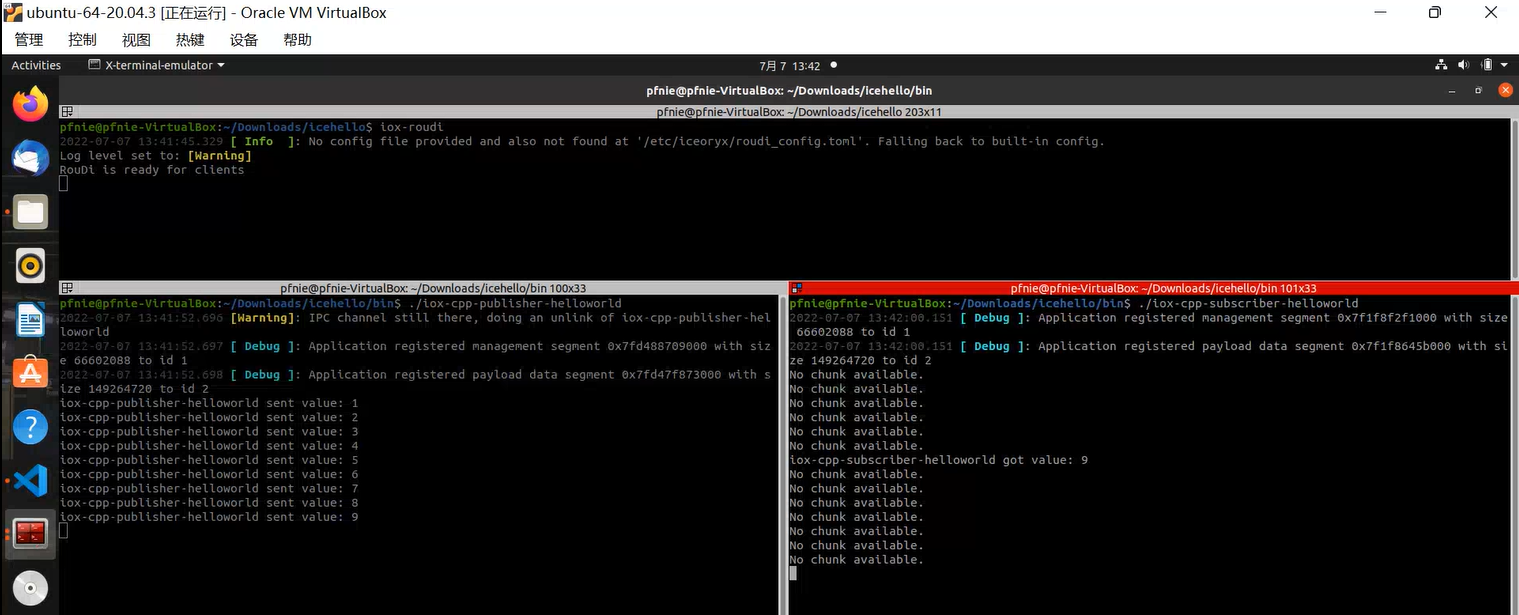 ubuntu-64-20.04.3 [正在运行] - Oracle VM VirtualBox
管理 控制 视图 热键 设备 帮助
Activities X-terminal-emulator 7月 7 13:42
pfnie@pfnie-VirtualBox: ~/Downloads/icehello/bin
pfnie@pfnie-VirtualBox: ~/Downloads/icehello 203x11
pfnie@pfnie-VirtualBox:~/Downloads/icehello$ iox-roudi
2022-07-07 13:41:45.329 [ Info  ]: No config file provided and also not found at '/etc/iceoryx/roudi_config.toml'. Falling back to built-in config.
Log level set to: [Warning]
RouDi is ready for clients
pfnie@pfnie-VirtualBox: ~/Downloads/icehello/bin 100x33
pfnie@pfnie-VirtualBox:~/Downloads/icehello/bin$ ./iox-cpp-publisher-helloworld
2022-07-07 13:41:52.696 [Warning]: IPC channel still there, doing an unlink of iox-cpp-publisher-hel
loworld
2022-07-07 13:41:52.697 [ Debug ]: Application registered management segment 0x7fd488709000 with siz
e 66602088 to id 1
2022-07-07 13:41:52.698 [ Debug ]: Application registered payload data segment 0x7fd47f873000 with s
ize 149264720 to id 2
iox-cpp-publisher-helloworld sent value: 1
iox-cpp-publisher-helloworld sent value: 2
iox-cpp-publisher-helloworld sent value: 3
iox-cpp-publisher-helloworld sent value: 4
iox-cpp-publisher-helloworld sent value: 5
iox-cpp-publisher-helloworld sent value: 6
iox-cpp-publisher-helloworld sent value: 7
iox-cpp-publisher-helloworld sent value: 8
iox-cpp-publisher-helloworld sent value: 9
pfnie@pfnie-VirtualBox: ~/Downloads/icehello/bin 101x33
pfnie@pfnie-VirtualBox:~/Downloads/icehello/bin$ ./iox-cpp-subscriber-helloworld
2022-07-07 13:42:00.151 [ Debug ]: Application registered management segment 0x7f1f8f2f1000 with size
66602088 to id 1
2022-07-07 13:42:00.151 [ Debug ]: Application registered payload data segment 0x7f1f8645b000 with si
ze 149264720 to id 2
No chunk available.
No chunk available.
No chunk available.
No chunk available.
No chunk available.
No chunk available.
iox-cpp-subscriber-helloworld got value: 9
No chunk available.
No chunk available.
No chunk available.
No chunk available.
No chunk available.
No chunk available.
No chunk available.